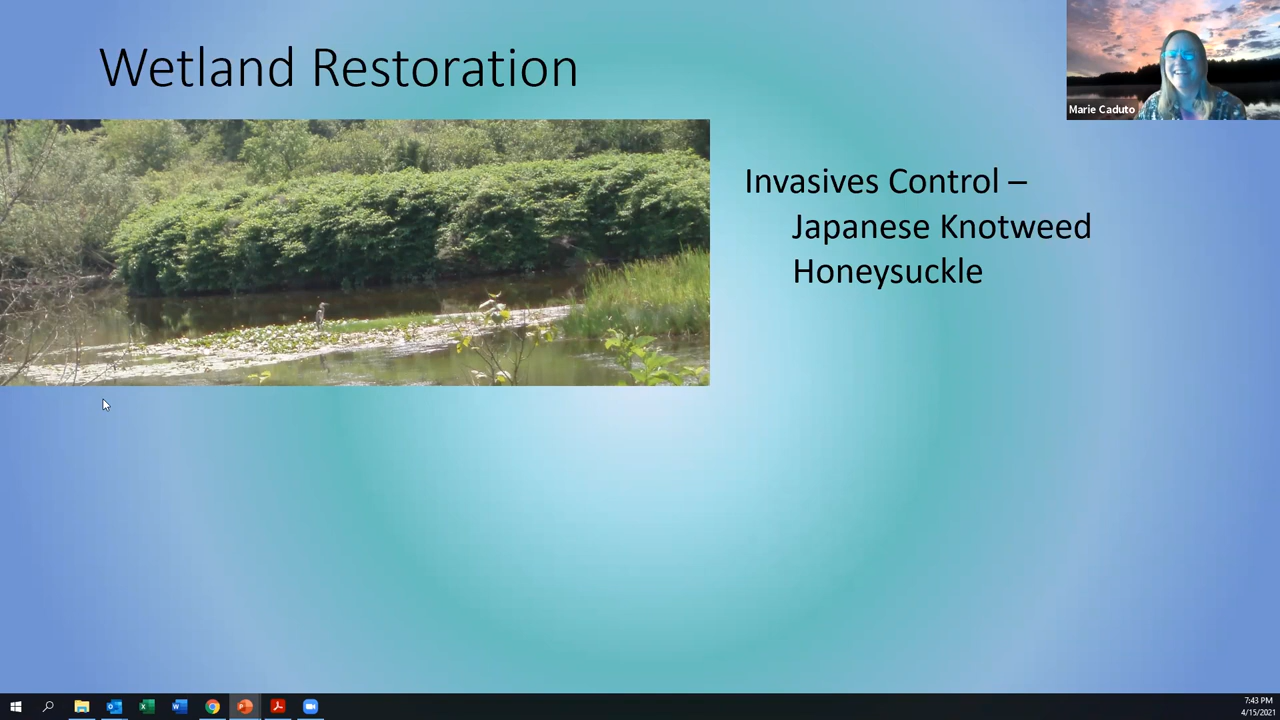 Wetland Restoration
Marie Caduto
Invasives Control –
Japanese Knotweed
Honeysuckle
7:43 PM
4/15/2021